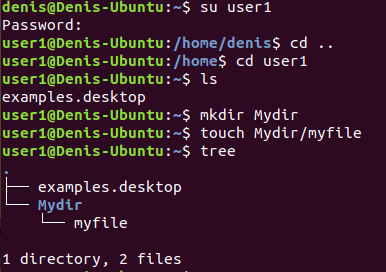 denis@Denis-Ubuntu:~$ su user1
Password:
user1@Denis-Ubuntu:/home/denis$ cd ..
user1@Denis-Ubuntu:/home$ cd user1
user1@Denis-Ubuntu:~$ ls
examples.desktop
user1@Denis-Ubuntu:~$ mkdir Mydir
user1@Denis-Ubuntu:~$ touch Mydir/myfile
user1@Denis-Ubuntu:~$ tree
.
├── examples.desktop
└── Mydir
    └── myfile

1 directory, 2 files